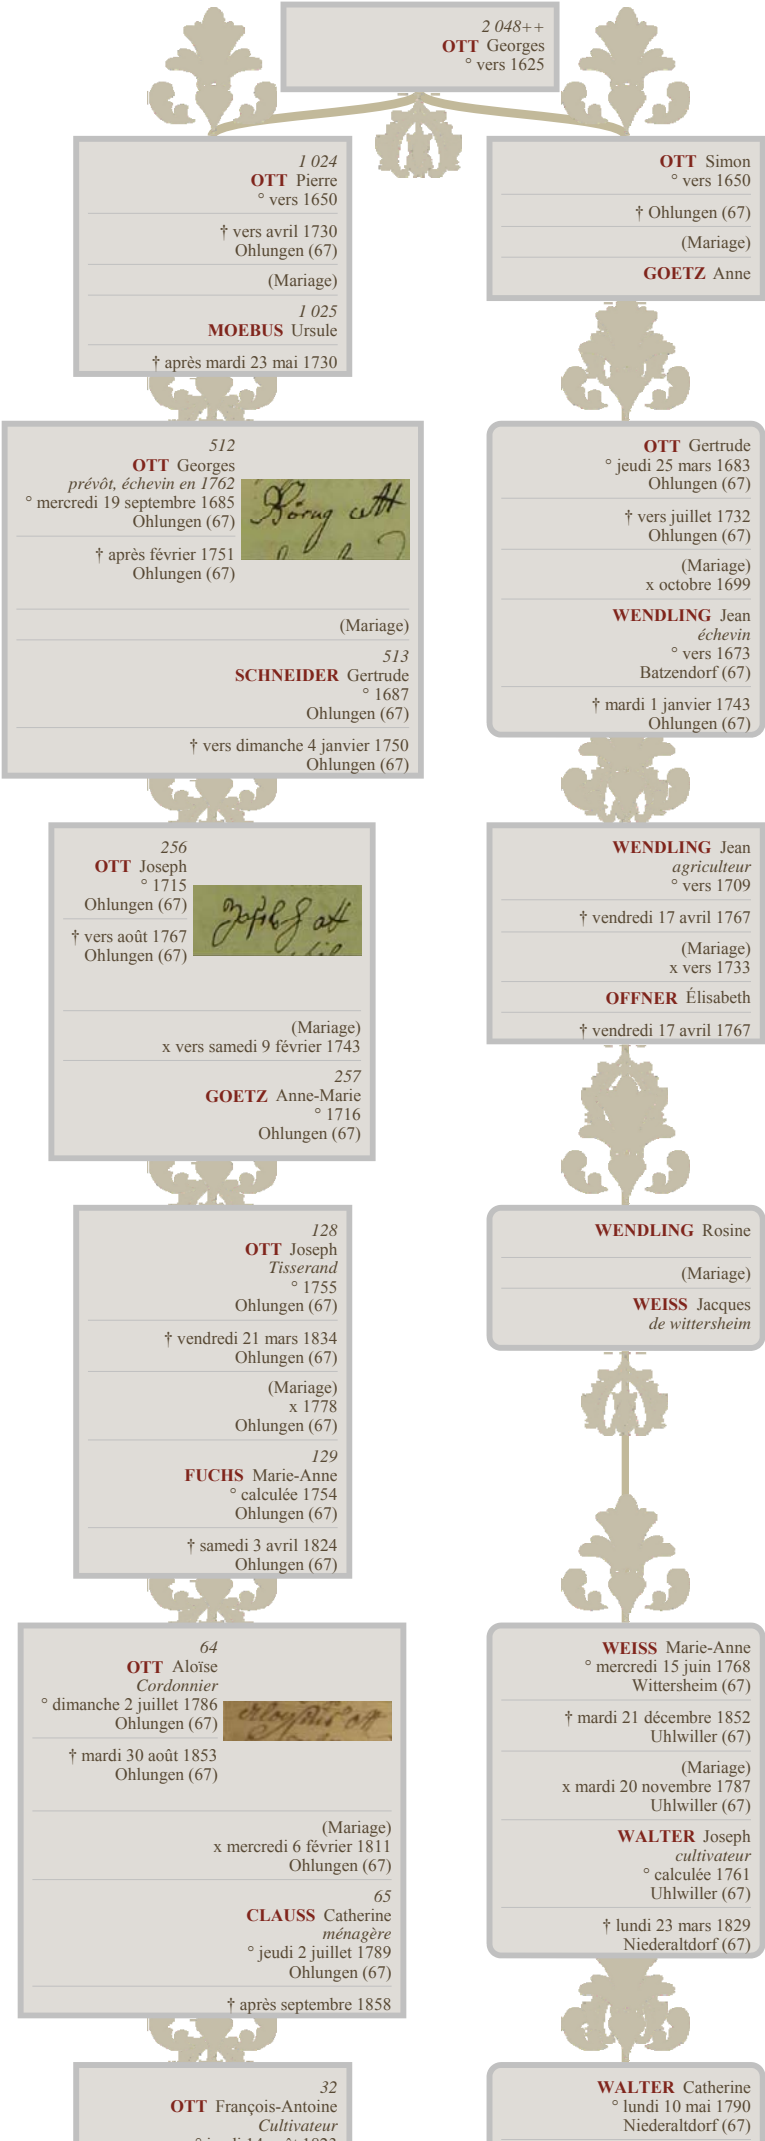 2 048++
OTT Georges
° vers 1625
1 024
OTT Pierre
° vers 1650
† vers avril 1730
Ohlungen (67)
(Mariage)
1 025
MOEBUS Ursule
† après mardi 23 mai 1730
OTT Simon
° vers 1650
† Ohlungen (67)
(Mariage)
GOETZ Anne
512
OTT Georges
prévôt, échevin en 1762
° mercredi 19 septembre 1685
Ohlungen (67)
† après février 1751
Ohlungen (67)
(Mariage)
513
SCHNEIDER Gertrude
° 1687
Ohlungen (67)
† vers dimanche 4 janvier 1750
Ohlungen (67)
OTT Gertrude
° jeudi 25 mars 1683
Ohlungen (67)
† vers juillet 1732
Ohlungen (67)
(Mariage)
x octobre 1699
WENDLING Jean
échevin
° vers 1673
Batzendorf (67)
† mardi 1 janvier 1743
Ohlungen (67)
256
OTT Joseph
° 1715
Ohlungen (67)
† vers août 1767
Ohlungen (67)
(Mariage)
x vers samedi 9 février 1743
257
GOETZ Anne-Marie
° 1716
Ohlungen (67)
WENDLING Jean
agriculteur
° vers 1709
† vendredi 17 avril 1767
(Mariage)
x vers 1733
OFFNER Élisabeth
† vendredi 17 avril 1767
128
OTT Joseph
Tisserand
° 1755
Ohlungen (67)
† vendredi 21 mars 1834
Ohlungen (67)
(Mariage)
x 1778
Ohlungen (67)
129
FUCHS Marie-Anne
° calculée 1754
Ohlungen (67)
† samedi 3 avril 1824
Ohlungen (67)
WENDLING Rosine
(Mariage)
WEISS Jacques
de wittersheim
64
OTT Aloïse
Cordonnier
° dimanche 2 juillet 1786
Ohlungen (67)
† mardi 30 août 1853
Ohlungen (67)
(Mariage)
x mercredi 6 février 1811
Ohlungen (67)
65
CLAUSS Catherine
ménagère
° jeudi 2 juillet 1789
Ohlungen (67)
† après septembre 1858
WEISS Marie-Anne
° mercredi 15 juin 1768
Wittersheim (67)
† mardi 21 décembre 1852
Uhlwiller (67)
(Mariage)
x mardi 20 novembre 1787
Uhlwiller (67)
WALTER Joseph
cultivateur
° calculée 1761
Uhlwiller (67)
† lundi 23 mars 1829
Niederaltdorf (67)
32
OTT François-Antoine
Cultivateur
WALTER Catherine
° lundi 10 mai 1790
Niederaltdorf (67)